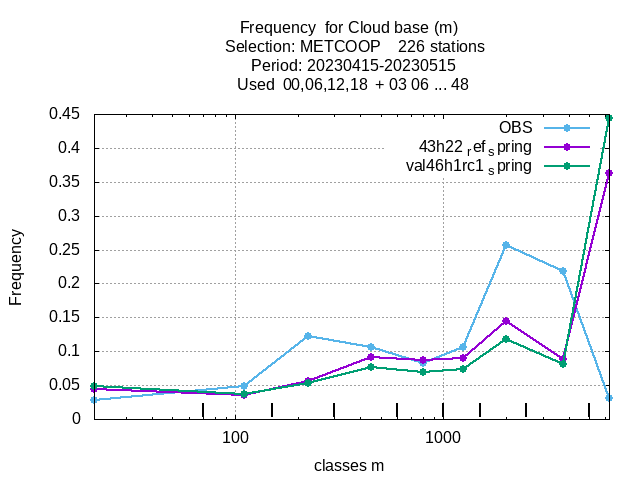 Frequency for Cloud base (m)
Selection: METCOOP 226 stations
Period: 20230415-20230515
Used 00,06,12,18 + 03 06 ... 48
OBS
43h22 ref spring
val46h1rc1 spring
0.45
0.4
0.35
0.3
0.25
0.2
0.15
0.1
0.05
0
Frequency
100 1000
classes m